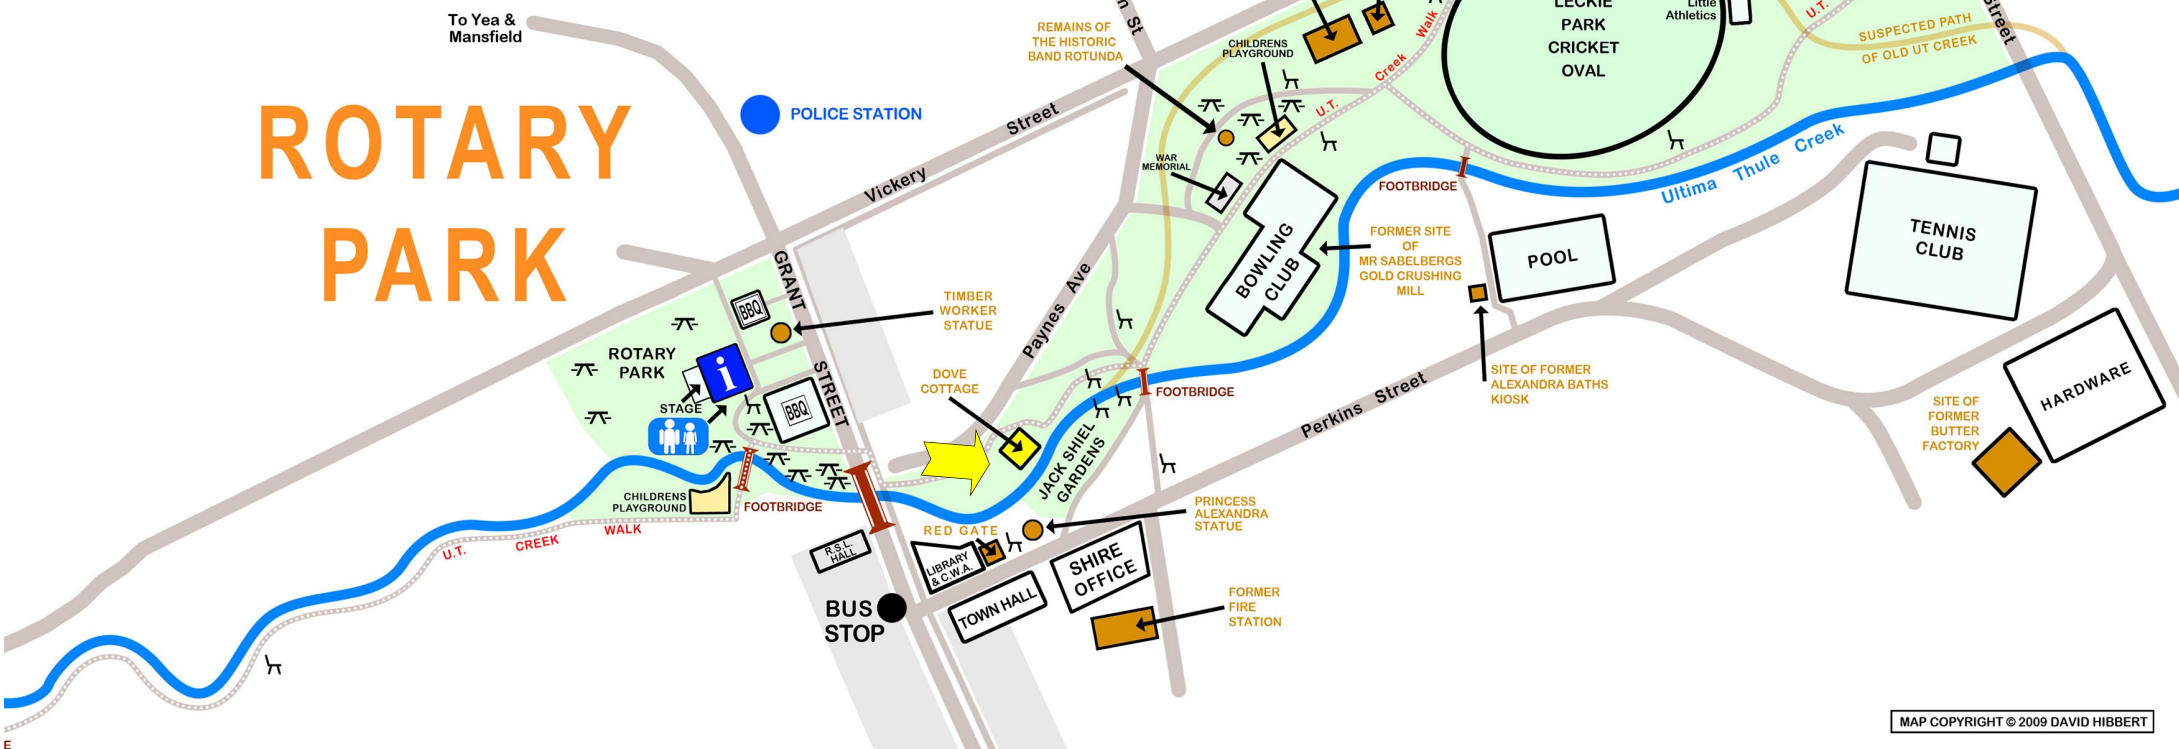 To Yea &
Mansfield
ROTARY
PARK
POLICE STATION
REMAINS OF
THE HISTORIC
BAND ROTUNDA
CHILDRENS
PLAYGROUND
WAR
MEMORIAL
LECKIE
PARK
CRICKET
OVAL
Little
Athletics
U.T.
Creek
Walk
U.T.
SUSPECTED PATH
OF OLD UT CREEK
Street
Vickery
Street
Ultima Thule Creek
FOOTBRIDGE
FORMER SITE
OF
MR SABELBERGS
GOLD CRUSHING
MILL
BOWLING
CLUB
POOL
TENNIS
CLUB
HARDWARE
SITE OF
FORMER
BUTTER
FACTORY
SITE OF FORMER
ALEXANDRA BATHS
KIOSK
GRANT
STREET
BBQ
TIMBER
WORKER
STATUE
Paynes Ave
ROTARY
PARK
i
STAGE
BBQ
DOVE
COTTAGE
FOOTBRIDGE
JACK SHIEL
GARDENS
Perkins Street
CHILDRENS
PLAYGROUND
FOOTBRIDGE
U.T. CREEK WALK
R.S.L.
HALL
RED GATE
LIBRARY
& C.W.A.
PRINCESS
ALEXANDRA
STATUE
BUS
STOP
TOWN HALL
SHIRE
OFFICE
FORMER
FIRE
STATION
MAP COPYRIGHT © 2009 DAVID HIBBERT